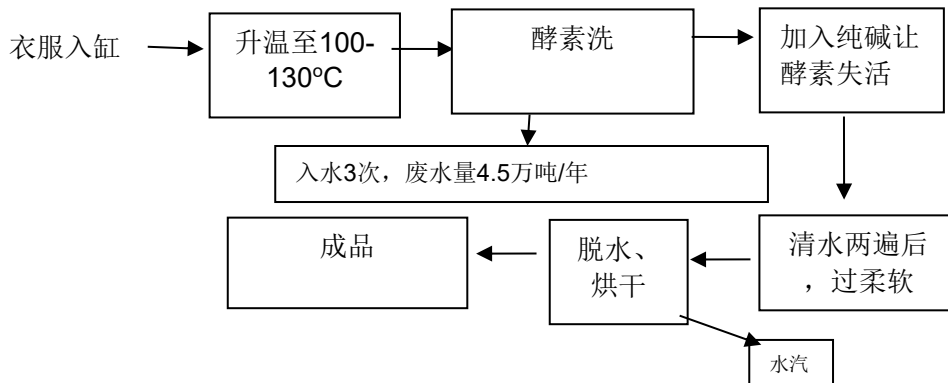 衣服入缸
升温至100-
130ºC
酵素洗
加入纯碱让
酵素失活
入水3次，废水量4.5万吨/年
成品
脱水、
烘干
清水两遍后
，过柔软
水汽